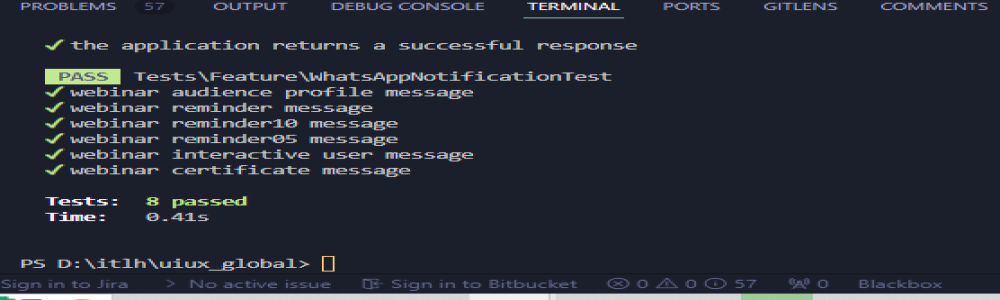 PROBLEMS 57 OUTPUT DEBUG CONSOLE TERMINAL PORTS GITLENS COMMENTS
✓ the application returns a successful response
PASS Tests\Feature\WhatsAppNotificationTest
✓ webinar audience profile message
✓ webinar reminder message
✓ webinar reminder10 message
✓ webinar reminder05 message
✓ webinar interactive user message
✓ webinar certificate message
Tests: 8 passed
Time: 0.41s
PS D:\itlh\uiux_global>
Sign in to Jira > No active issue Sign in to Bitbucket 0 0 57 0 Blackbox